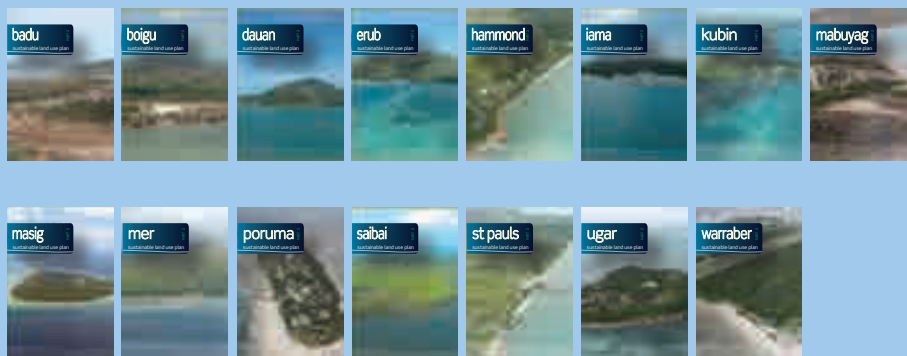 badu
sustainable land use plan
boigu
sustainable land use plan
dauan
sustainable land use plan
erub
sustainable land use plan
hammond
sustainable land use plan
iama
sustainable land use plan
kubin
sustainable land use plan
mabuyag
sustainable land use plan
masig
sustainable land use plan
mer
sustainable land use plan
poruma
sustainable land use plan
saibai
sustainable land use plan
st pauls
sustainable land use plan
ugar
sustainable land use plan
warraber
sustainable land use plan